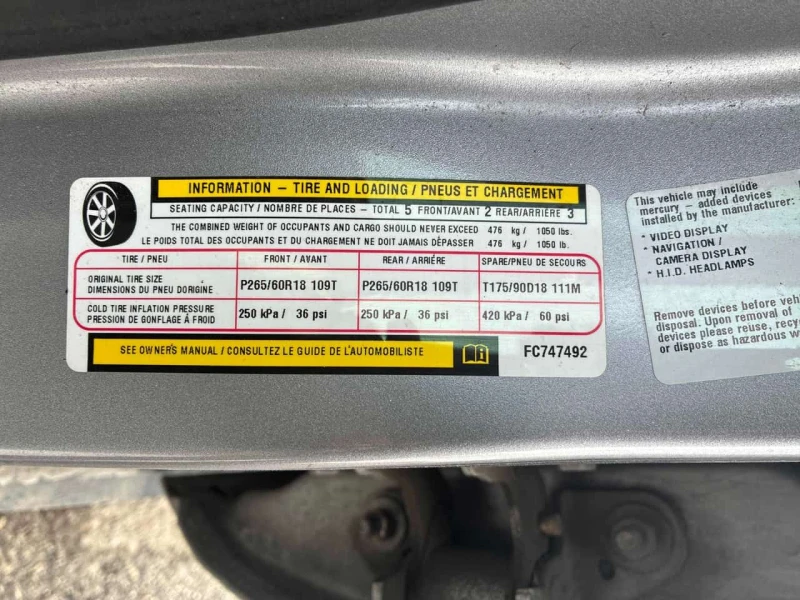 INFORMATION – TIRE AND LOADING / PNEUS ET CHARGEMENT
SEATING CAPACITY / NOMBRE DE PLACES – TOTAL 5 FRONT/AVANT 2 REAR/ARRIÈRE 3
THE COMBINED WEIGHT OF OCCUPANTS AND CARGO SHOULD NEVER EXCEED 476 kg / 1050 lbs.
LE POIDS TOTAL DES OCCUPANTS ET DU CHARGEMENT NE DOIT JAMAIS DÉPASSER 476 kg / 1050 lb.
TIRE / PNEU FRONT / AVANT REAR / ARRIÈRE SPARE/PNEU DE SECOURS
ORIGINAL TIRE SIZE
DIMENSIONS DU PNEU DORIGINE P265/60R18 109T P265/60R18 109T T175/90D18 111M
COLD TIRE INFLATION PRESSURE
PRESSION DE GONFLAGE À FROID 250 kPa / 36 psi 250 kPa / 36 psi 420 kPa / 60 psi
SEE OWNER'S MANUAL / CONSULTEZ LE GUIDE DE L'AUTOMOBILISTE
FC747492
This vehicle may include
mercury – added devices
installed by the manufacturer:
* VIDEO DISPLAY
* NAVIGATION /
CAMERA DISPLAY
* H.I.D. HEADLAMPS
Remove devices before
disposal. Upon removal of
devices please reuse,
or dispose as hazardous